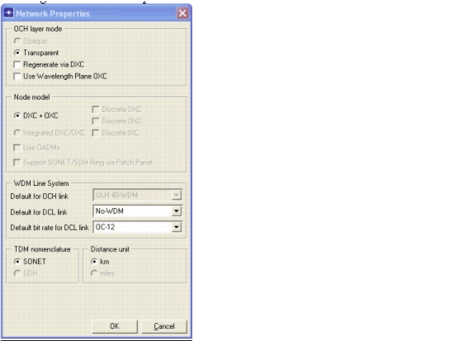 Network Properties
OCH layer mode
Opaque
Transparent
Regenerate via DXC
Use Wavelength Plane OXC
Node model
DXC + OXC
Discrete DXC
Discrete OXC
Integrated DXC/OXC
Discrete IXC
Use OADMs
Support SONET/SDH Ring via Patch Panel
WDM Line System
Default for OCH link
ULH 40-WDM
Default for DCL link
No-WDM
Default bit rate for DCL link
OC-12
TDM nomenclature
Distance unit
SONET
km
SDH
miles
OK
Cancel